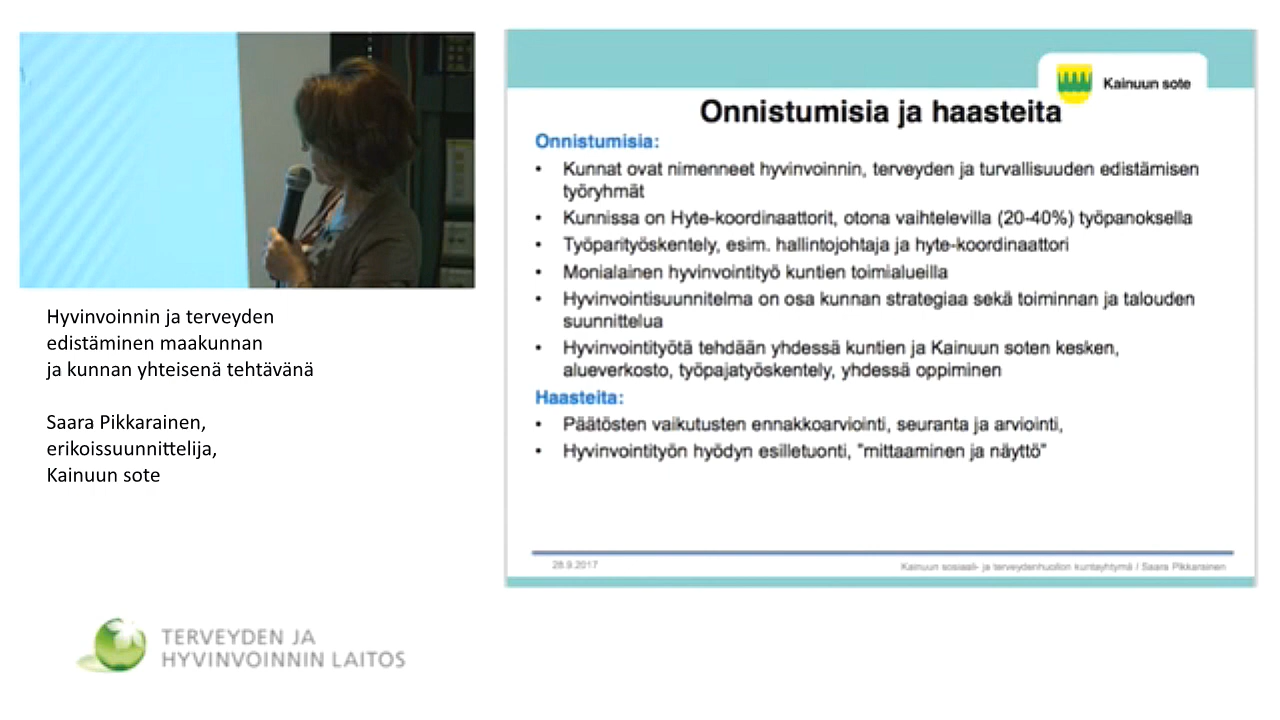 Hyvinvoinnin ja terveyden
edistäminen maakunnan
ja kunnan yhteisenä tehtävänä
Saara Pikkarainen,
erikoissuunnittelija,
Kainuun sote
TERVEYDEN JA
HYVINVOINNIN LAITOS
Kainuun sote
Onnistumisia ja haasteita
Onnistumisia:
• Kunnat ovat nimenneet hyvinvoinnin, terveyden ja turvallisuuden edistämisen
työryhmät
• Kunnissa on Hyte-koordinaattorit, otona vaihtelevilla (20-40%) työpanoksella
• Työparityöskentely, esim. hallintojohtaja ja hyte-koordinaattori
• Monialainen hyvinvointityö kuntien toimialueilla
• Hyvinvointisuunnitelma on osa kunnan strategiaa sekä toiminnan ja talouden
suunnittelua
• Hyvinvointityötä tehdään yhdessä kuntien ja Kainuun soten kesken,
alueverkosto, työpajatyöskentely, yhdessä oppiminen
Haasteita:
• Päätösten vaikutusten ennakkoarviointi, seuranta ja arviointi,
• Hyvinvointityön hyödyn esilletuonti, ”mittaaminen ja näyttö”
28.9.2017
Kainuun sosiaali- ja terveydenhuollon kuntayhtymä / Saara Pikkarainen